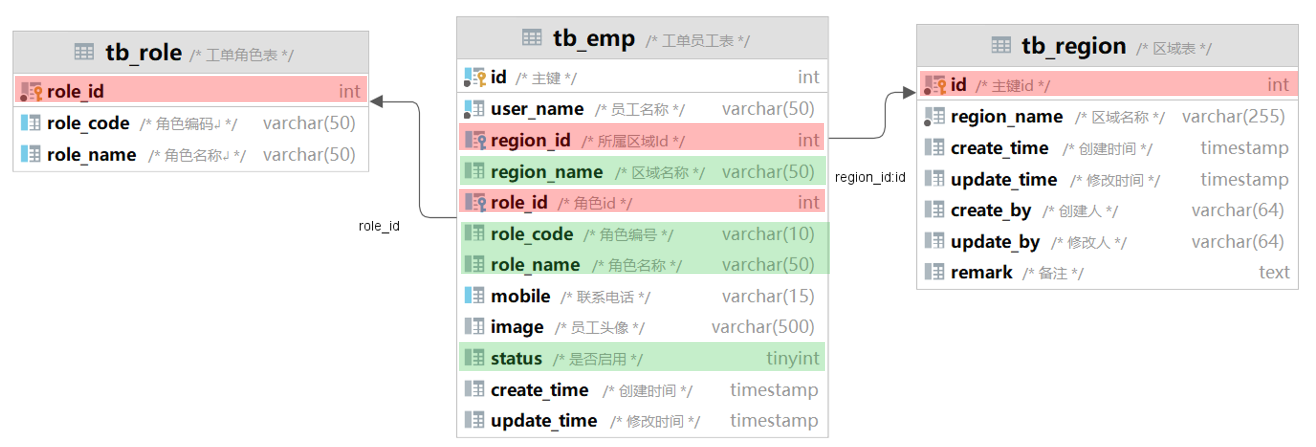 tb_role /* 工单角色表 */
role_id int
role_code /* 角色编码↲ */ varchar(50)
role_name /* 角色名称↲ */ varchar(50)
role_id
tb_emp /* 工单员工表 */
id /* 主键 */ int
user_name /* 员工名称 */ varchar(50)
region_id /* 所属区域Id */ int
region_name /* 区域名称 */ varchar(50)
role_id /* 角色id */ int
role_code /* 角色编号 */ varchar(10)
role_name /* 角色名称 */ varchar(50)
mobile /* 联系电话 */ varchar(15)
image /* 员工头像 */ varchar(500)
status /* 是否启用 */ tinyint
create_time /* 创建时间 */ timestamp
update_time /* 修改时间 */ timestamp
region_id:id
tb_region /* 区域表 */
id /* 主键id */ int
region_name /* 区域名称 */ varchar(255)
create_time /* 创建时间 */ timestamp
update_time /* 修改时间 */ timestamp
create_by /* 创建人 */ varchar(64)
update_by /* 修改人 */ varchar(64)
remark /* 备注 */ text